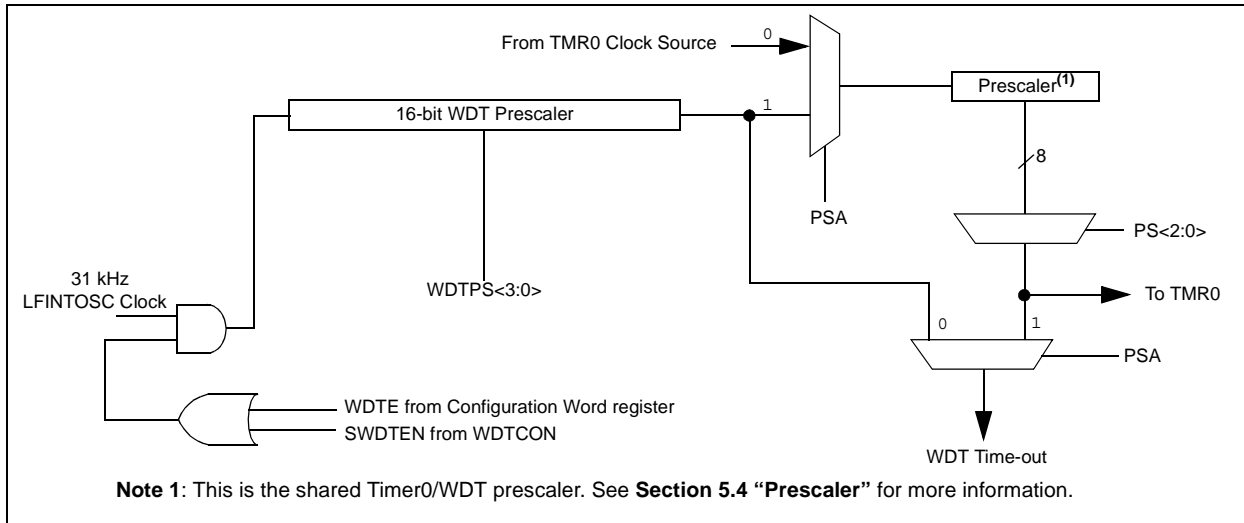 From TMR0 Clock Source
0
Prescaler(1)
16-bit WDT Prescaler
1
8
PSA
PS<2:0>
31 kHz
LFINTOSC Clock
WDTPS<3:0>
To TMR0
0
1
PSA
WDTE from Configuration Word register
SWDTEN from WDTCON
WDT Time-out
Note 1: This is the shared Timer0/WDT prescaler. See Section 5.4 “Prescaler” for more information.